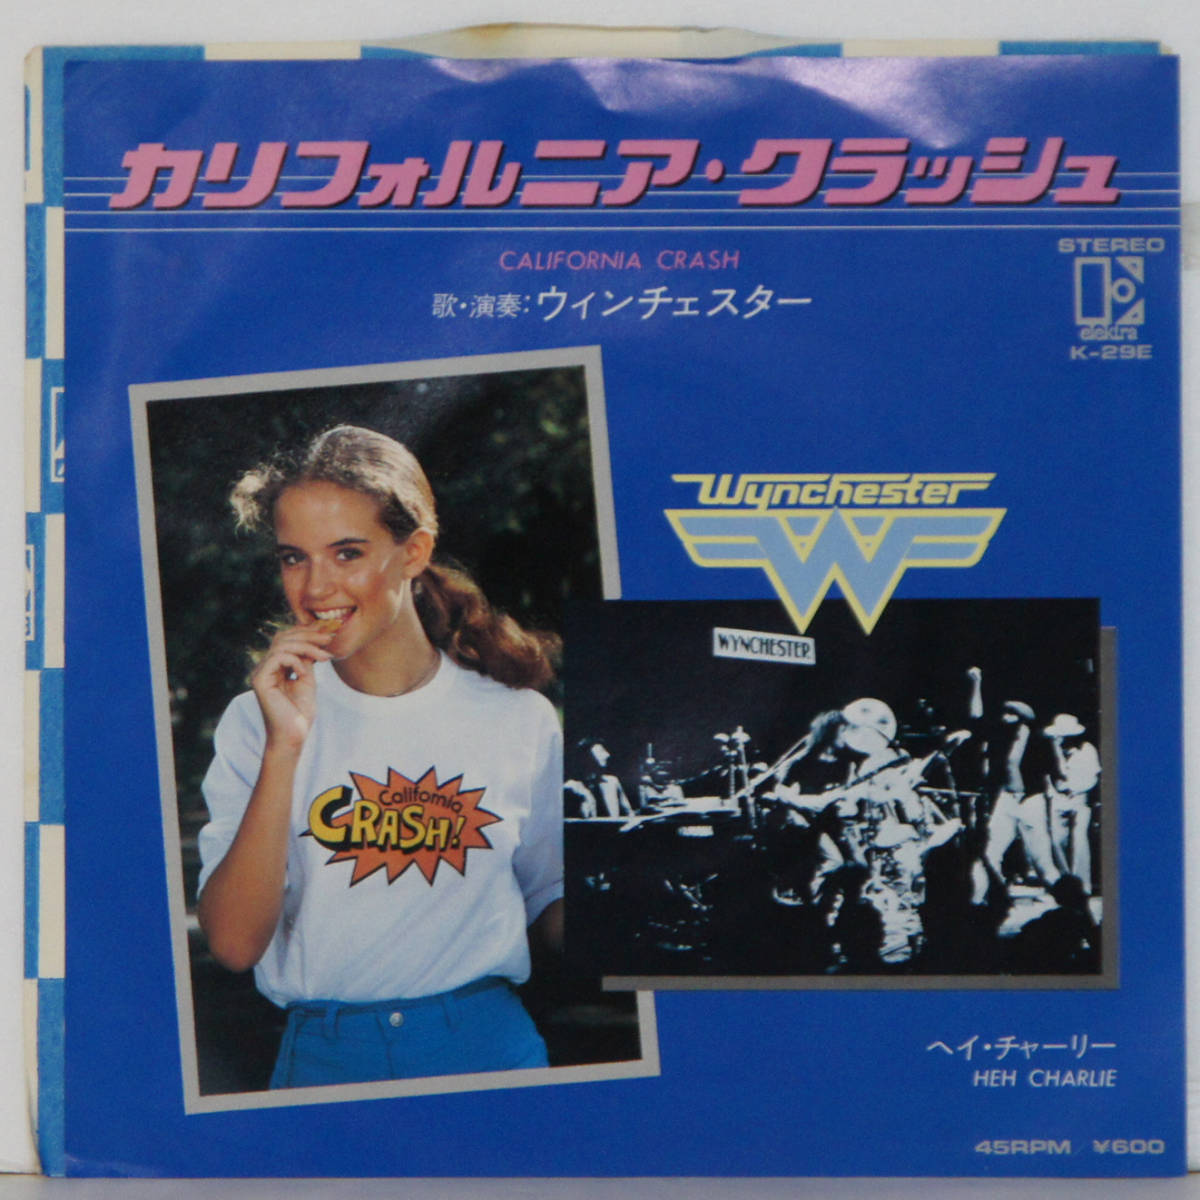 カリフォルニア・クラッシュ
CALIFORNIA CRASH
歌・演奏:ウィンチェスター
STEREO
elektra
K-29E
Wynchester
W
WYNCHESTER
California
CRASH!
ヘイ・チャーリー
HEH CHARLIE
45RPM/¥600